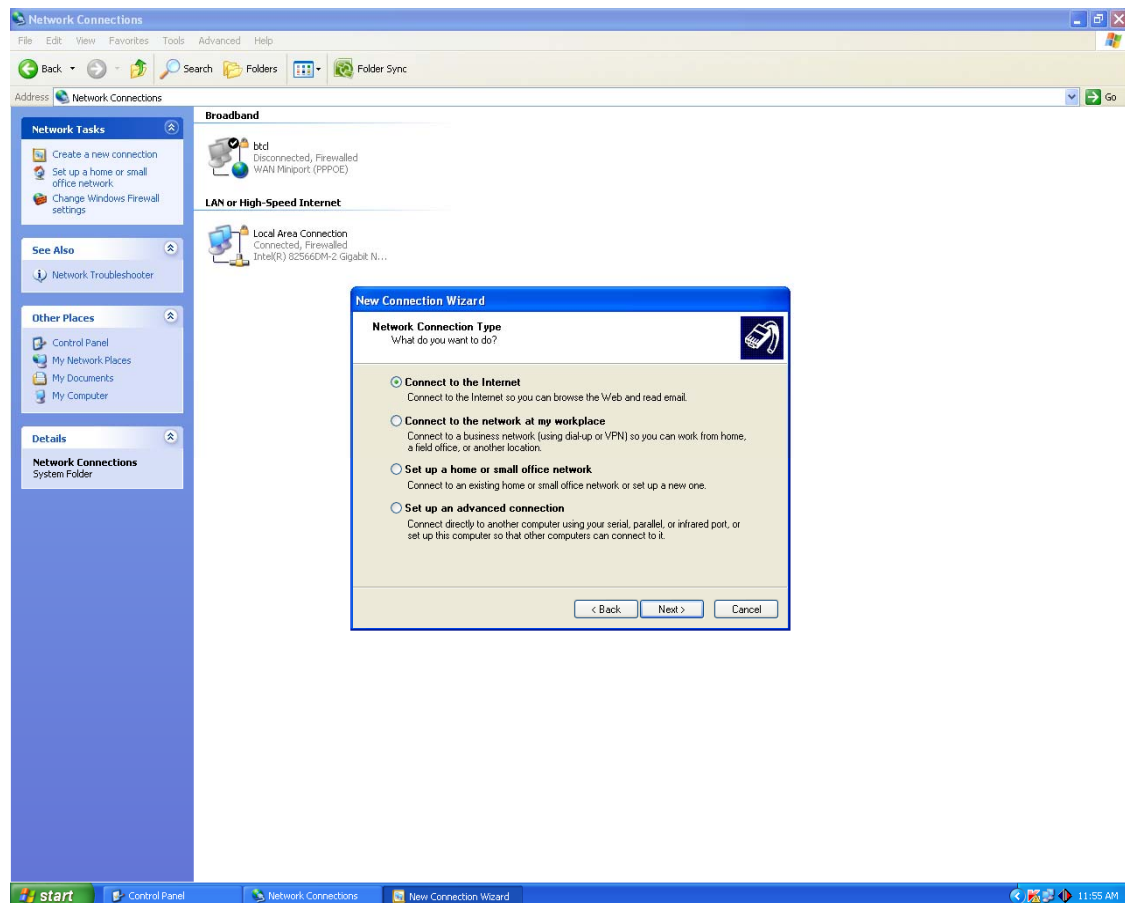 Network Connections
File Edit View Favorites Tools Advanced Help
Back Search Folders Folder Sync
Address Network Connections Go
Network Tasks
Create a new connection
Set up a home or small
office network
Change Windows Firewall
settings
See Also
Network Troubleshooter
Other Places
Control Panel
My Network Places
My Documents
My Computer
Details
Network Connections
System Folder
Broadband
btcl
Disconnected, Firewalled
WAN Miniport (PPPOE)
LAN or High-Speed Internet
Local Area Connection
Connected, Firewalled
Intel(R) 82566DM-2 Gigabit N...
New Connection Wizard
Network Connection Type
What do you want to do?
Connect to the Internet
Connect to the Internet so you can browse the Web and read email.
Connect to the network at my workplace
Connect to a business network (using dial-up or VPN) so you can work from home,
a field office, or another location.
Set up a home or small office network
Connect to an existing home or small office network or set up a new one.
Set up an advanced connection
Connect directly to another computer using your serial, parallel, or infrared port, or
set up this computer so that other computers can connect to it.
< Back Next > Cancel
start Control Panel Network Connections New Connection Wizard 11:55 AM